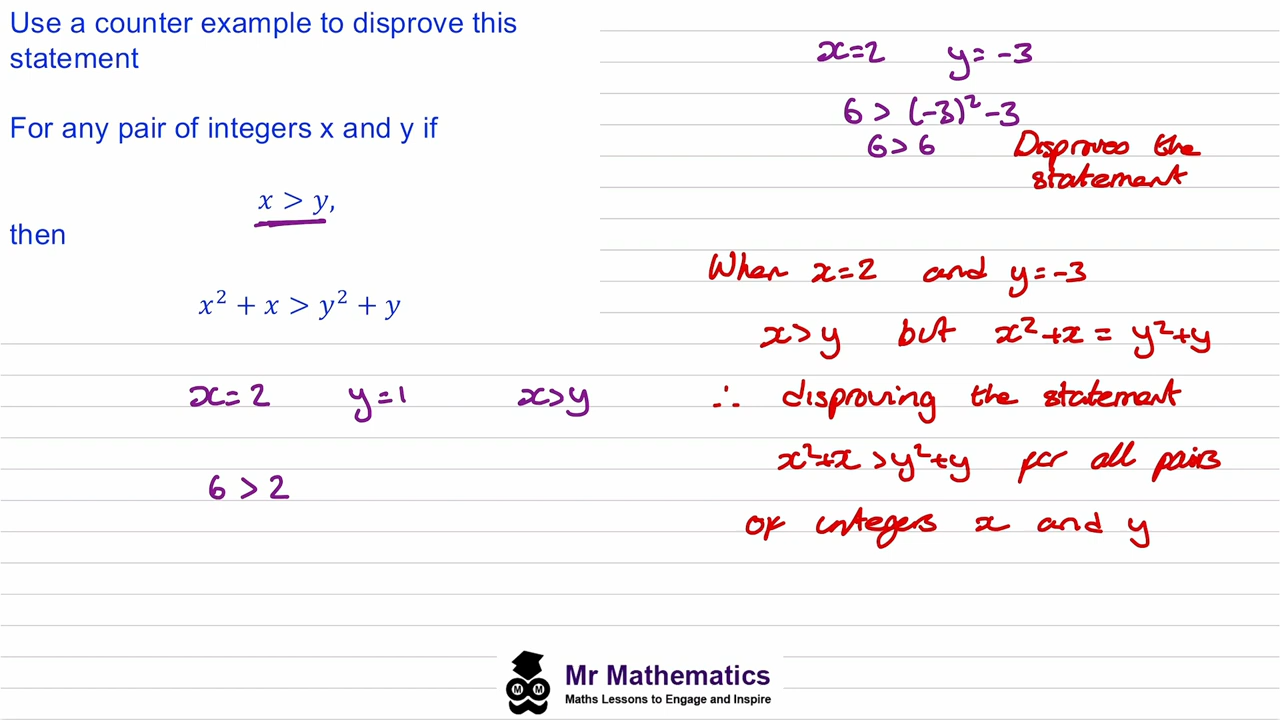 Use a counter example to disprove this
statement
For any pair of integers x and y if
x > y,
then
x² + x > y² + y
x=2 y=1 x>y
6 > 2
x=2 y=-3
6 > (-3)² -3
6 > 6 Disproves the
statement
When x=2 and y=-3
x>y but x²+x = y²+y
∴ disproving the statement
x²+x >y²+y for all pairs
of integers x and y
Mr Mathematics
Maths Lessons to Engage and Inspire
M M